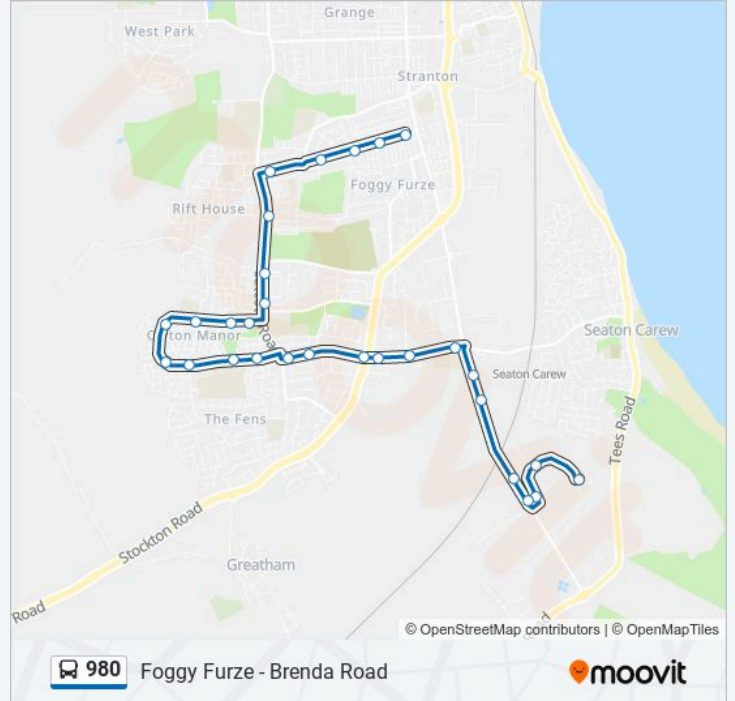 Grange
West Park
Stranton
Foggy Furze
Rift House
Manor
Seaton Carew
Seaton Carew
The Fens
Tees Road
Stockton Road
Greatham
Road
© OpenStreetMap contributors | © OpenMapTiles
980 Foggy Furze - Brenda Road
moovit